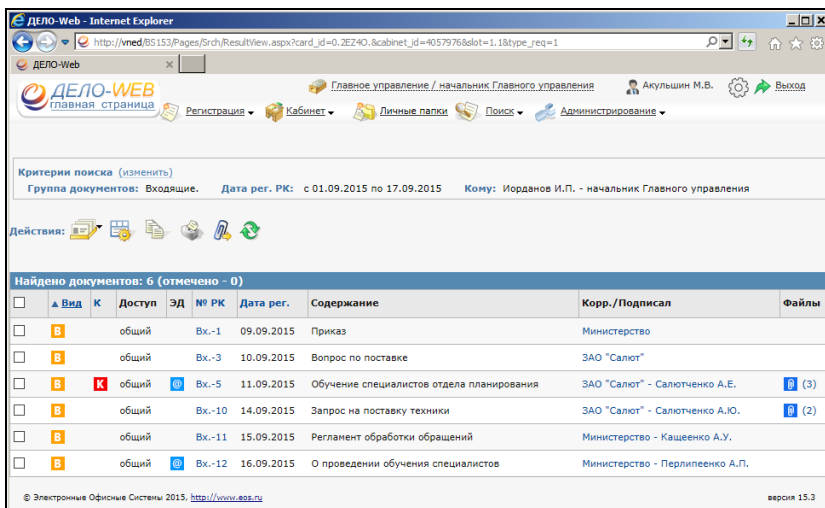 ДЕЛО-Web - Internet Explorer
http://vned/BS153/Pages/Srch/ResultView.aspx?card_id=0.2EZ4O.&cabinet_id=4057976&slot=1.1&type_req=1
ДЕЛО-Web
ДЕЛО-WEB
главная страница
Главное управление / начальник Главного управления
Акульшин М.В.
Выход
Регистрация
Кабинет
Личные папки
Поиск
Администрирование
Критерии поиска (изменить)
Группа документов: Входящие. Дата рег. РК: с 01.09.2015 по 17.09.2015 Кому: Иорданов И.П. - начальник Главного управления
Действия:
Найдено документов: 6 (отмечено - 0)
Вид К Доступ ЭД № РК Дата рег. Содержание Корр./Подписал Файлы
В общий Вх.-1 09.09.2015 Приказ Министерство
В общий Вх.-3 10.09.2015 Вопрос по поставке ЗАО "Салют"
В К общий @ Вх.-5 11.09.2015 Обучение специалистов отдела планирования ЗАО "Салют" - Салютченко А.Е. (3)
В общий Вх.-10 14.09.2015 Запрос на поставку техники ЗАО "Салют" - Салютченко А.Ю. (2)
В общий Вх.-11 15.09.2015 Регламент обработки обращений Министерство - Кащеенко А.У.
В общий @ Вх.-12 16.09.2015 О проведении обучения специалистов Министерство - Перлипеенко А.П.
© Электронные Офисные Системы 2015, http://www.eos.ru версия 15.3